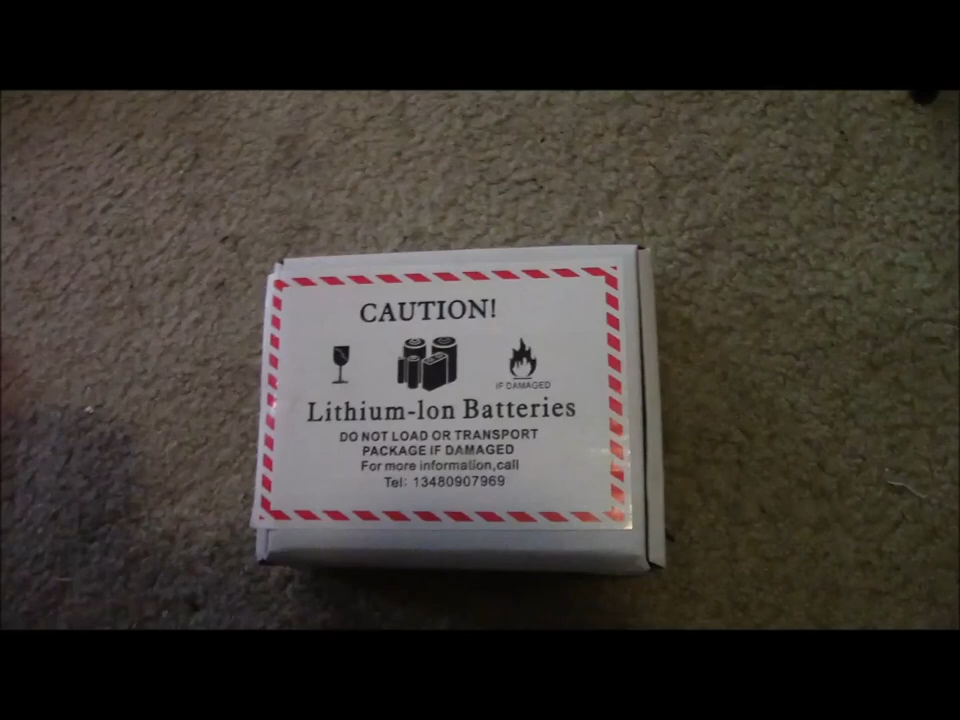 CAUTION!
IF DAMAGED
Lithium-lon Batteries
DO NOT LOAD OR TRANSPORT
PACKAGE IF DAMAGED
For more information,call
Tel: 13480907969